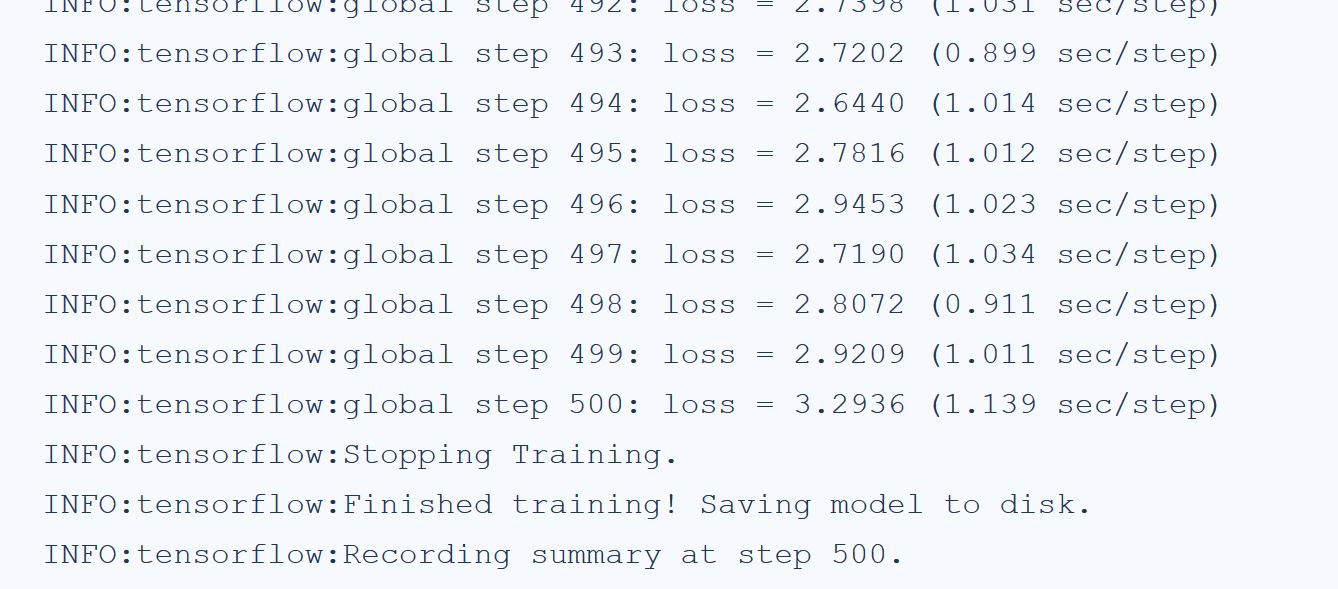 INFO:tensorflow:global step 492: loss = 2.7398 (1.031 sec/step)
INFO:tensorflow:global step 493: loss = 2.7202 (0.899 sec/step)
INFO:tensorflow:global step 494: loss = 2.6440 (1.014 sec/step)
INFO:tensorflow:global step 495: loss = 2.7816 (1.012 sec/step)
INFO:tensorflow:global step 496: loss = 2.9453 (1.023 sec/step)
INFO:tensorflow:global step 497: loss = 2.7190 (1.034 sec/step)
INFO:tensorflow:global step 498: loss = 2.8072 (0.911 sec/step)
INFO:tensorflow:global step 499: loss = 2.9209 (1.011 sec/step)
INFO:tensorflow:global step 500: loss = 3.2936 (1.139 sec/step)
INFO:tensorflow:Stopping Training.
INFO:tensorflow:Finished training! Saving model to disk.
INFO:tensorflow:Recording summary at step 500.